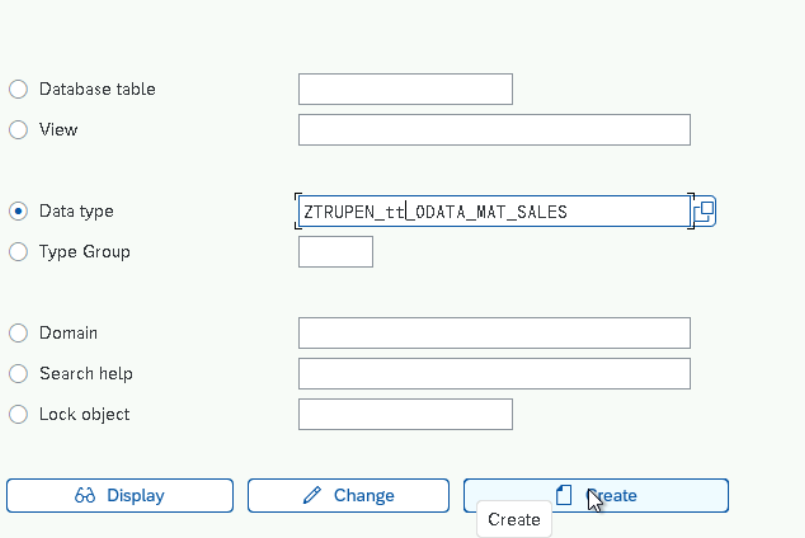 Database table
View
Data type ZTRUPEN_tt_ODATA_MAT_SALES
Type Group
Domain
Search help
Lock object
Display Change Create
Create